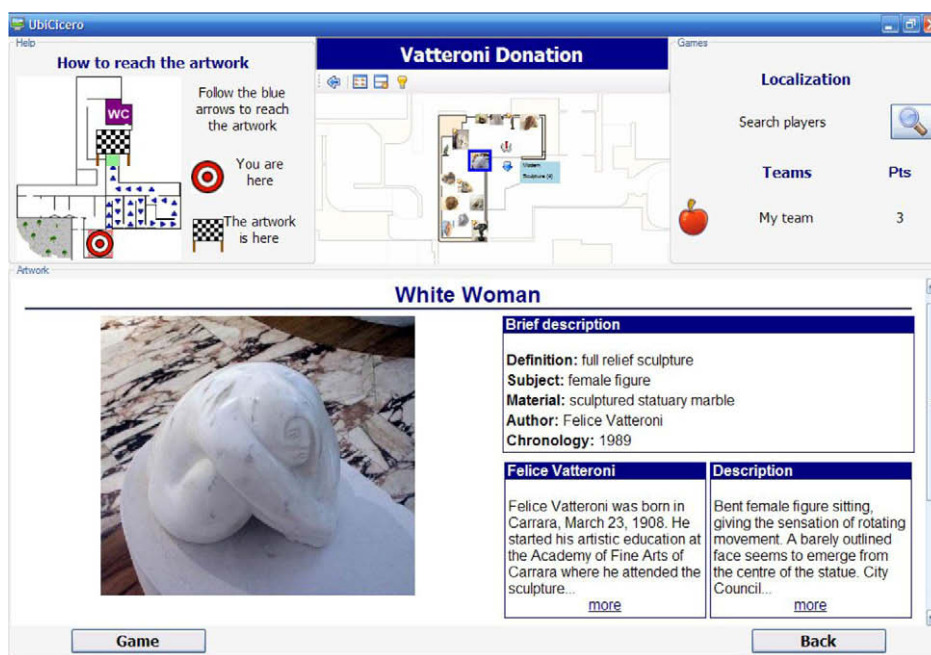 UbiCicero
Help
How to reach the artwork
WC
Follow the blue
arrows to reach
the artwork
You are
here
The artwork
is here
Vatteroni Donation
Modern
Sculpture (4)
Games
Localization
Search players
Teams Pts
My team 3
Artwork
White Woman
Brief description
Definition: full relief sculpture
Subject: female figure
Material: sculptured statuary marble
Author: Felice Vatteroni
Chronology: 1989
Felice Vatteroni
Felice Vatteroni was born in
Carrara, March 23, 1908. He
started his artistic education at
the Academy of Fine Arts of
Carrara where he attended the
sculpture...
more
Description
Bent female figure sitting,
giving the sensation of rotating
movement. A barely outlined
face seems to emerge from
the centre of the statue. City
Council...
more
Game
Back